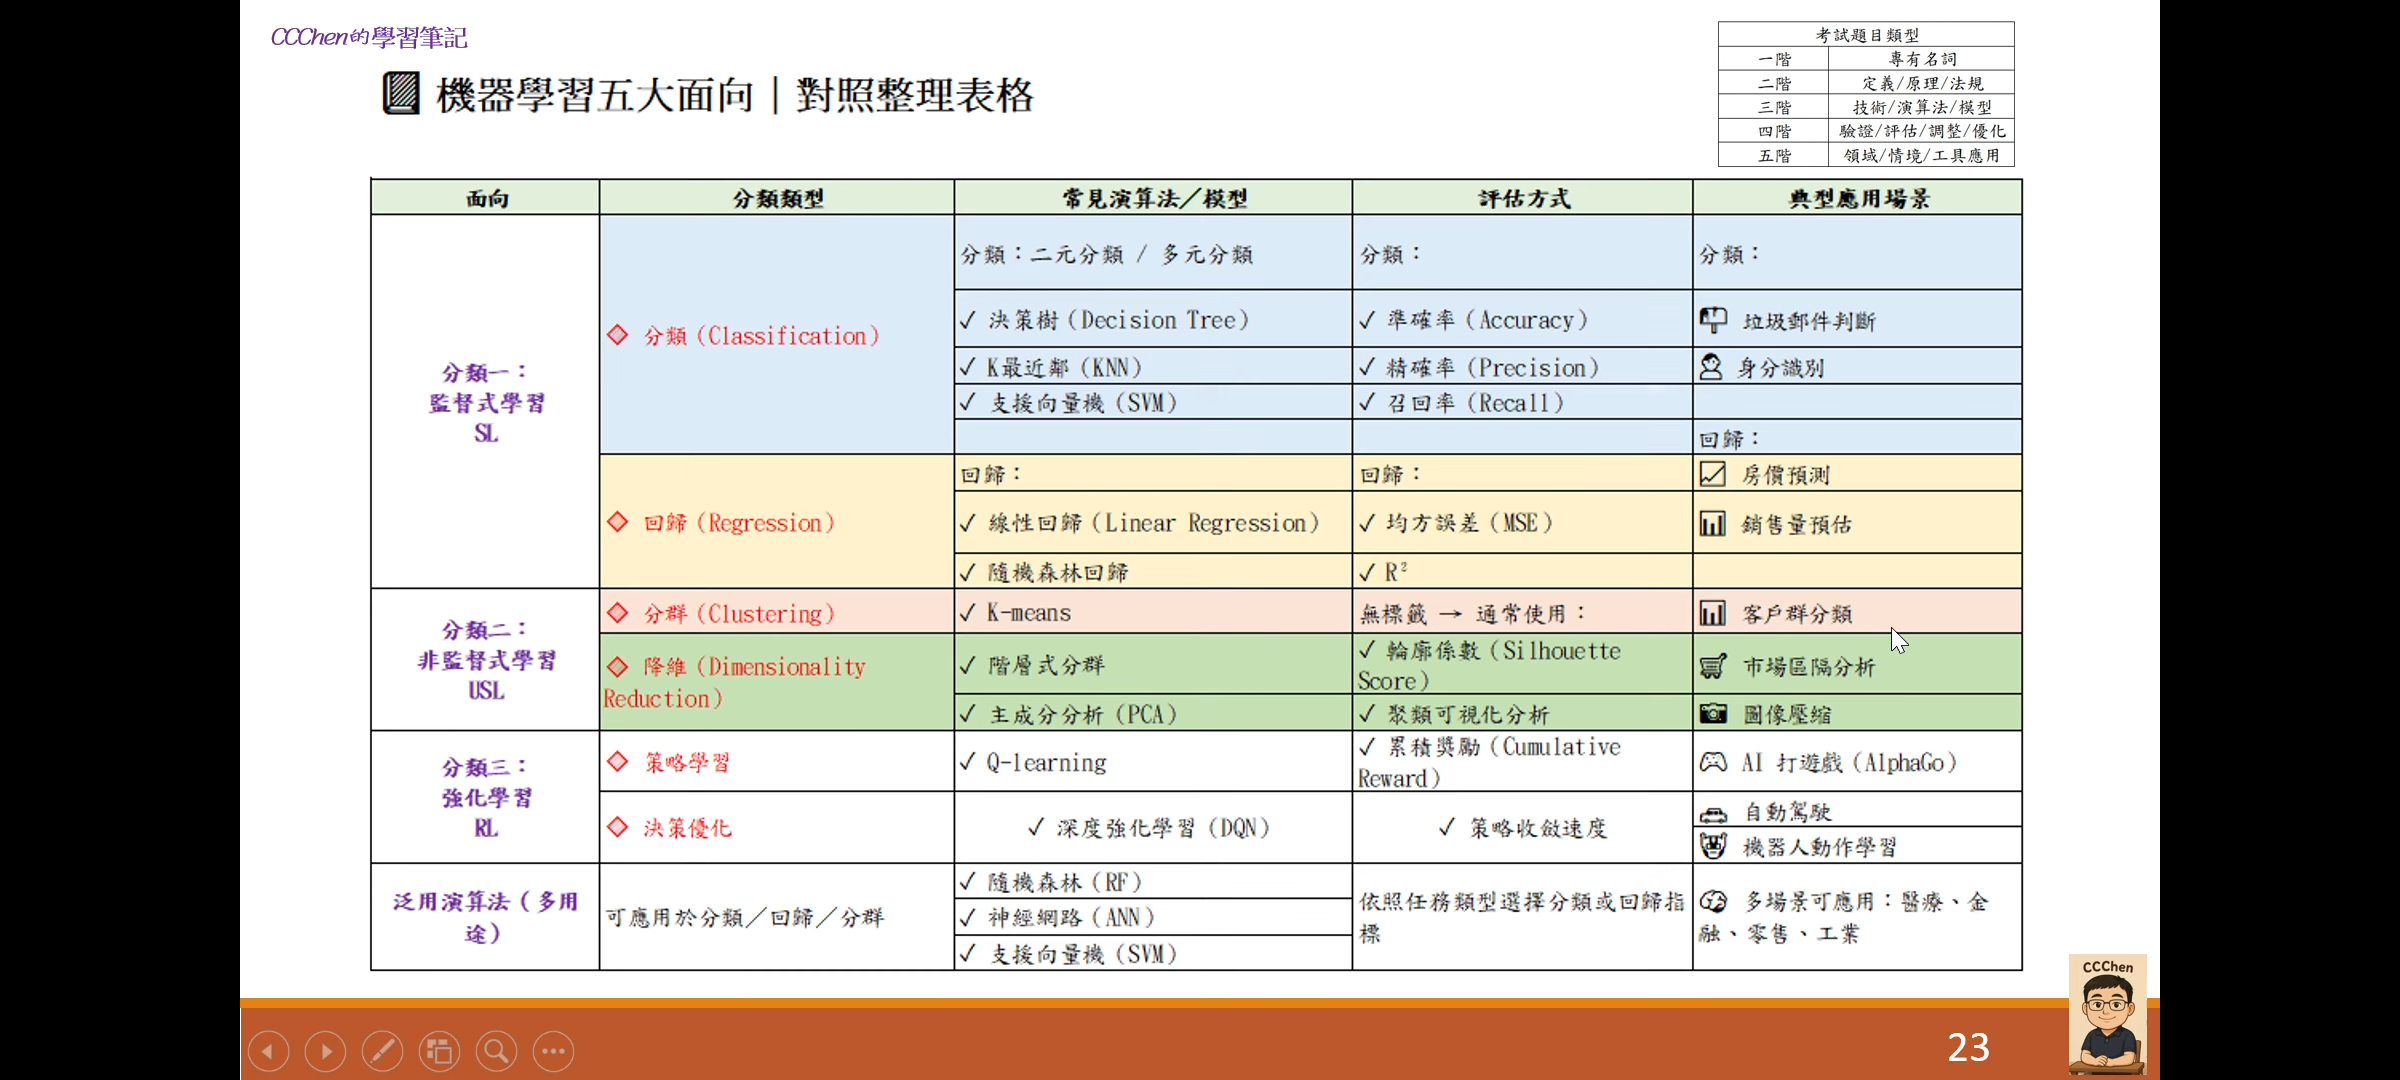 CCChen的學習筆記
考試題目類型
一階 專有名詞
二階 定義/原理/法規
三階 技術/演算法/模型
四階 驗證/評估/調整/優化
五階 領域/情境/工具應用
機器學習五大面向｜對照整理表格
面向 分類類型 常見演算法／模型 評估方式 典型應用場景
分類一：
監督式學習
SL
分類（Classification）
分類：二元分類 / 多元分類
分類：
分類：
✓ 決策樹（Decision Tree）
✓ 準確率（Accuracy）
垃圾郵件判斷
✓ K最近鄰（KNN）
✓ 精確率（Precision）
身分識別
✓ 支援向量機（SVM）
✓ 召回率（Recall）
回歸：
回歸（Regression）
回歸：
回歸：
房價預測
✓ 線性回歸（Linear Regression）
✓ 均方誤差（MSE）
銷售量預估
✓ 隨機森林回歸
✓ R²
分類二：
非監督式學習
USL
分群（Clustering）
✓ K-means
無標籤 → 通常使用：
客戶群分類
降維（Dimensionality
Reduction）
✓ 階層式分群
✓ 輪廓係數（Silhouette
Score）
市場區隔分析
✓ 主成分分析（PCA）
✓ 聚類可視化分析
圖像壓縮
分類三：
強化學習
RL
策略學習
✓ Q-learning
✓ 累積獎勵（Cumulative
Reward）
AI 打遊戲（AlphaGo）
決策優化
✓ 深度強化學習（DQN）
✓ 策略收斂速度
自動駕駛
機器人動作學習
泛用演算法（多用
途）
可應用於分類／回歸／分群
✓ 隨機森林（RF）
✓ 神經網路（ANN）
✓ 支援向量機（SVM）
依照任務類型選擇分類或回歸指
標
多場景可應用：醫療、金
融、零售、工業
CCChen
23